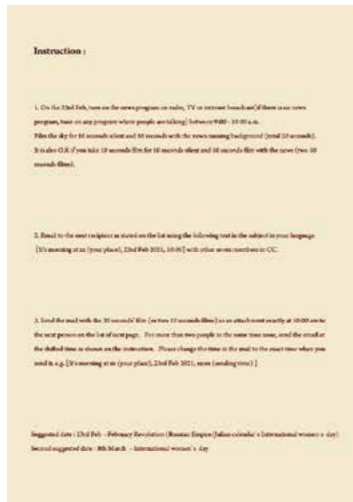 Instruction :
1. On the 23rd Feb, turn on the news program on radio, TV or internet broadcast(if there is no news
program, tune on any program where people are talking) between 9:00 - 10:00 a.m.
Film the sky for 10 seconds silent and 10 seconds with the news running background (total 20 seconds).
It is also O.K if you take 10 seconds film for 10 seconds silent and 10 seconds film with the news (two 10
seconds films).
2. Email to the next recipient as stated on the list using the following text in the subject in your language
[It's morning at xx (your place), 23rd Feb 2021, 10:00] with other seven members in CC.
3. Send the mail with the 20 seconds' film (or two 10 seconds films) as an attachment exactly at 10:00 am to
the next person on the list of next page. For more than two people in the same time zone, send the email at
the shifted time as shown on the instruction. Please change the time in the mail to the exact time when you
send it. e.g. [It's morning at xx (your place), 23rd Feb 2021, xx:xx (sending time) ]
Suggested date : 23rd Feb - February Revolution (Russian Empire(Julian calendar's International women's day)
Second suggested date : 8th March - International women's day